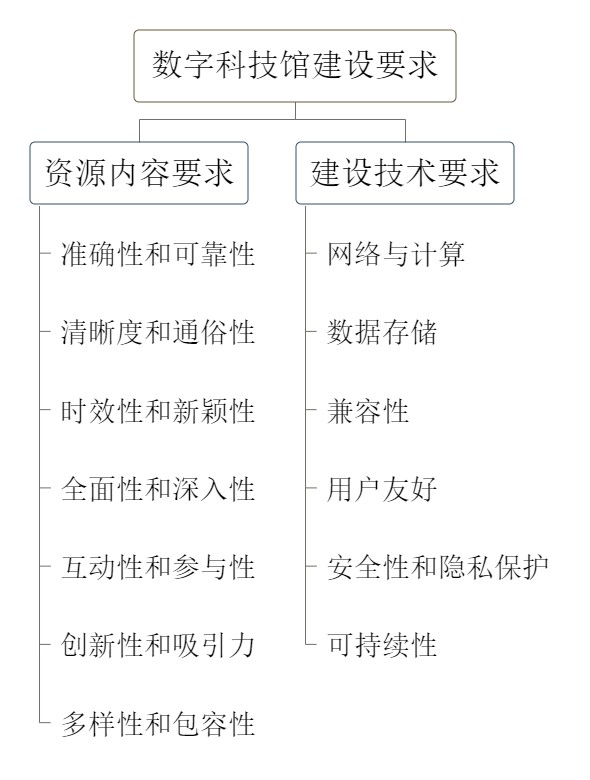 数字科技馆建设要求
资源内容要求
准确性和可靠性
清晰度和通俗性
时效性和新颖性
全面性和深入性
互动性和参与性
创新性和吸引力
多样性和包容性
建设技术要求
网络与计算
数据存储
兼容性
用户友好
安全性和隐私保护
可持续性